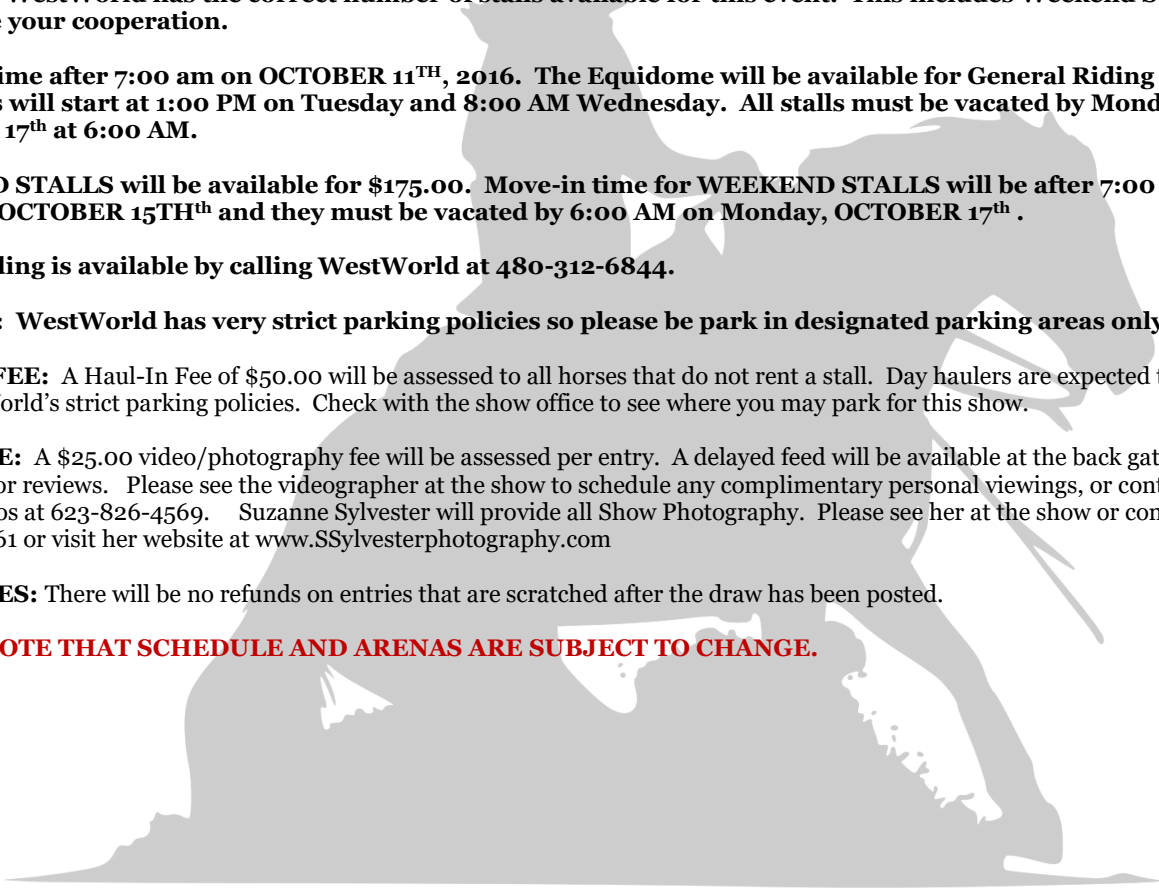 WestWorld has the correct number of stalls available for this event. This includes Weekend S
e your cooperation.
ime after 7:00 am on OCTOBER 11TH, 2016. The Equidome will be available for General Riding
s will start at 1:00 PM on Tuesday and 8:00 AM Wednesday. All stalls must be vacated by Mond
17th at 6:00 AM.
D STALLS will be available for $175.00. Move-in time for WEEKEND STALLS will be after 7:00
OCTOBER 15THth and they must be vacated by 6:00 AM on Monday, OCTOBER 17th .
ling is available by calling WestWorld at 480-312-6844.
: WestWorld has very strict parking policies so please be park in designated parking areas only
FEE: A Haul-In Fee of $50.00 will be assessed to all horses that do not rent a stall. Day haulers are expected t
orld’s strict parking policies. Check with the show office to see where you may park for this show.
E: A $25.00 video/photography fee will be assessed per entry. A delayed feed will be available at the back gat
or reviews. Please see the videographer at the show to schedule any complimentary personal viewings, or cont
os at 623-826-4569. Suzanne Sylvester will provide all Show Photography. Please see her at the show or con
61 or visit her website at www.SSylvesterphotography.com
ES: There will be no refunds on entries that are scratched after the draw has been posted.
OTE THAT SCHEDULE AND ARENAS ARE SUBJECT TO CHANGE.